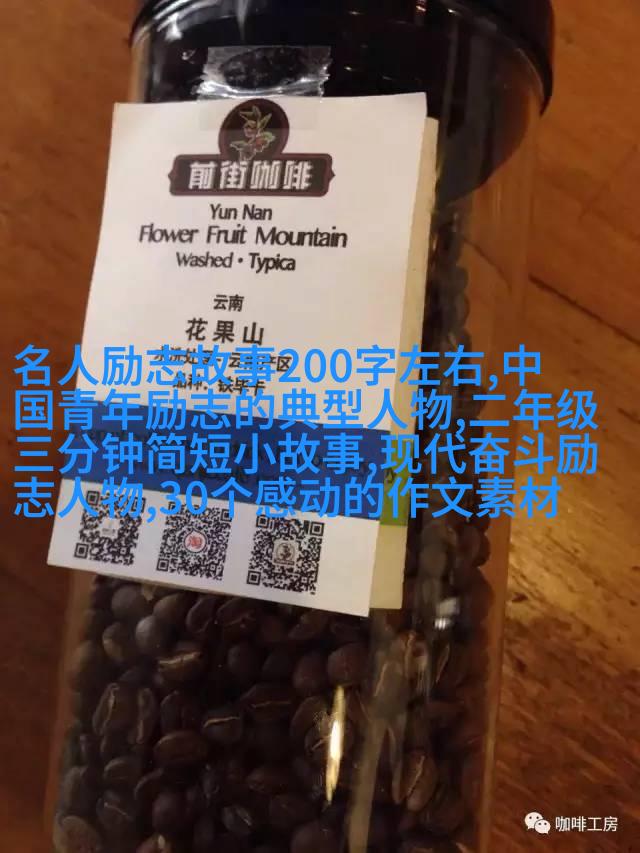 前街咖啡
Yun Nan
Flower Fruit Mountain
Washed • Typica
云南
花果山
名人励志故事200字左右,中
国青年励志的典型人物,二年级
三分钟简短小故事,现代奋斗励
志人物,30个感动的作文素材
淘
咖啡工房